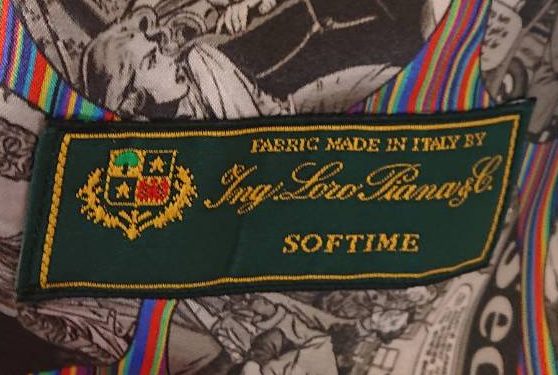 FABRIC MADE IN ITALY BY
Ing. Loro Piana & C.
SOFTIME